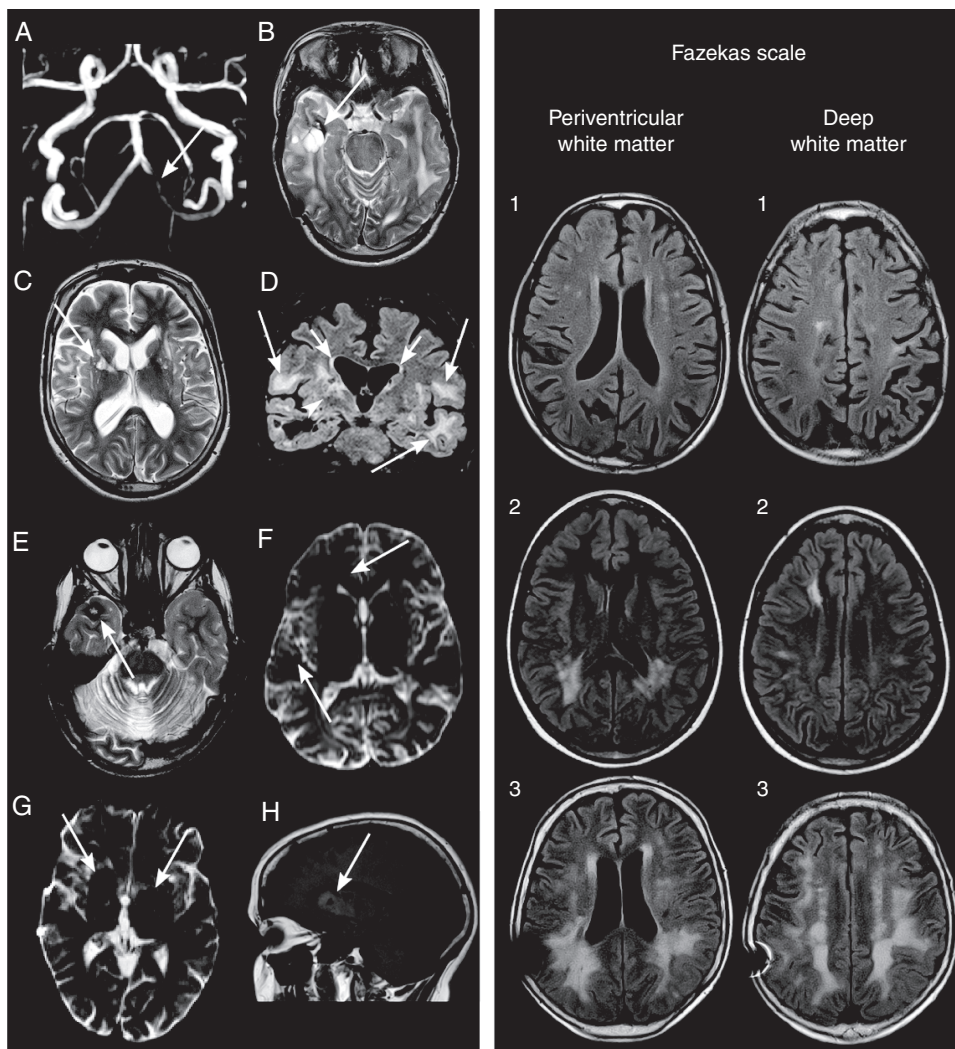 A
B
C
D
E
F
G
H
Fazekas scale
Periventricular
white matter
Deep
white matter
1
1
2
2
3
3